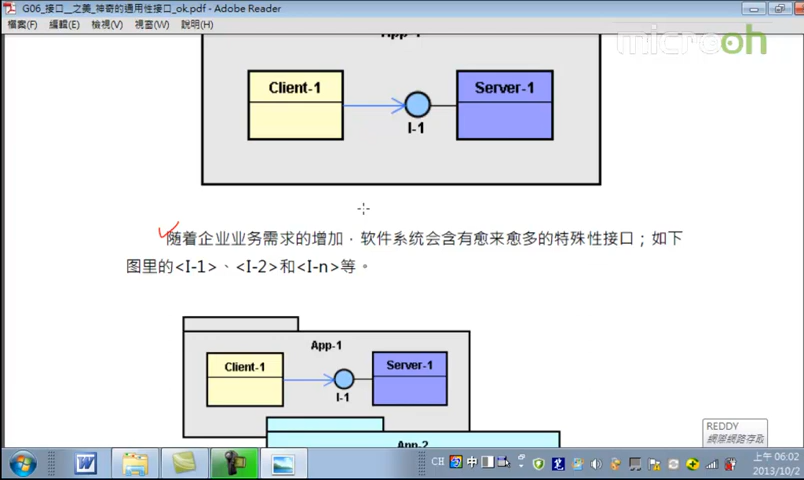 G06_接口__之美_神奇的通用性接口_ok.pdf - Adobe Reader
檔案(F) 編輯(E) 檢視(V) 視窗(W) 說明(H)
microoh
App-1
Client-1
Server-1
I-1
随着企业业务需求的增加，软件系统会含有愈来愈多的特殊性接口；如下
图里的<I-1>、<I-2>和<I-n>等。
App-1
Client-1
Server-1
I-1
App-2
REDDY
網際網路存取
CH 中
上午 06:02
2013/10/2